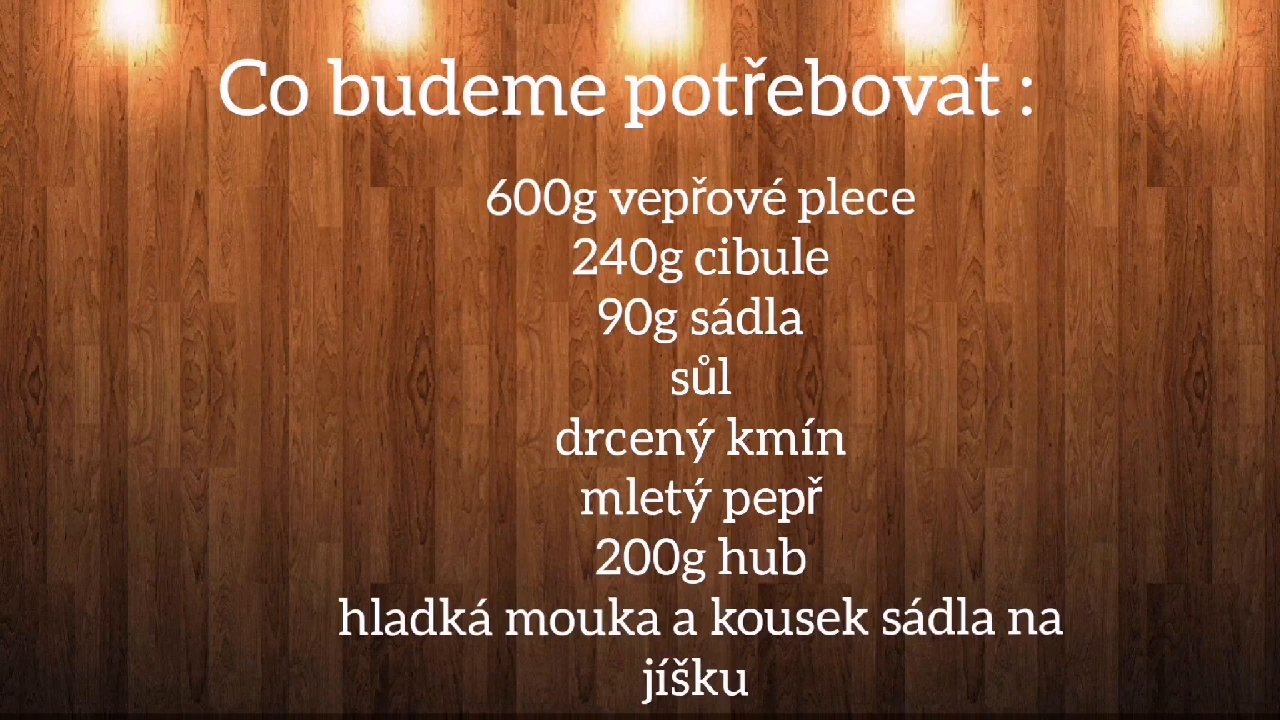 Co budeme potřebovat :
600g vepřové plece
240g cibule
90g sádla
sůl
drcený kmín
mletý pepř
200g hub
hladká mouka a kousek sádla na
jíšku